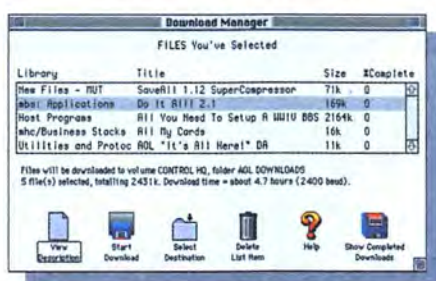 Download Manager
FILES You've Selected
Library Title Size %Complete
New Files - MUT SaveAll 1.12 SuperCompressor 71k 0
mbs: Applications Do It All! 2.1 169k 0
Host Programs All You Need To Setup A WWIV BBS 2164k 0
mhc/Business Stacks All My Cards 16k 0
Utilities and Protoc AOL "It's All Here!" DA 11k 0
Files will be downloaded to volume CONTROL HQ, folder AOL DOWNLOADS
5 file(s) selected, totalling 2431k. Download time = about 4.7 hours (2400 baud).
View Description
Start Download
Select Destination
Delete List Item
Help
Show Completed Downloads